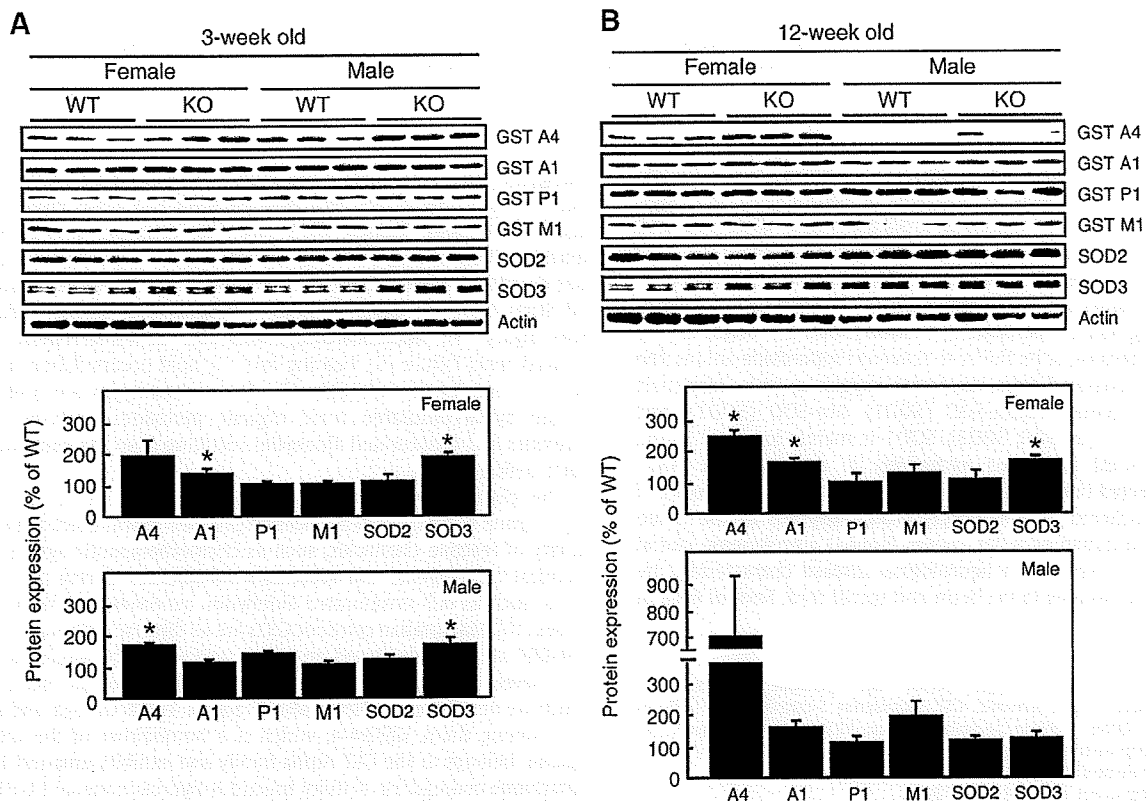 A
3-week old
Female Male
WT KO WT KO
GST A4
GST A1
GST P1
GST M1
SOD2
SOD3
Actin
Protein expression (% of WT)
Female
300
200
100
0
* *
A4 A1 P1 M1 SOD2 SOD3
Male
300
200
100
0
* *
A4 A1 P1 M1 SOD2 SOD3
B
12-week old
Female Male
WT KO WT KO
GST A4
GST A1
GST P1
GST M1
SOD2
SOD3
Actin
Protein expression (% of WT)
Female
300
200
100
0
* * *
A4 A1 P1 M1 SOD2 SOD3
Male
900
800
700
300
200
100
0
A4 A1 P1 M1 SOD2 SOD3